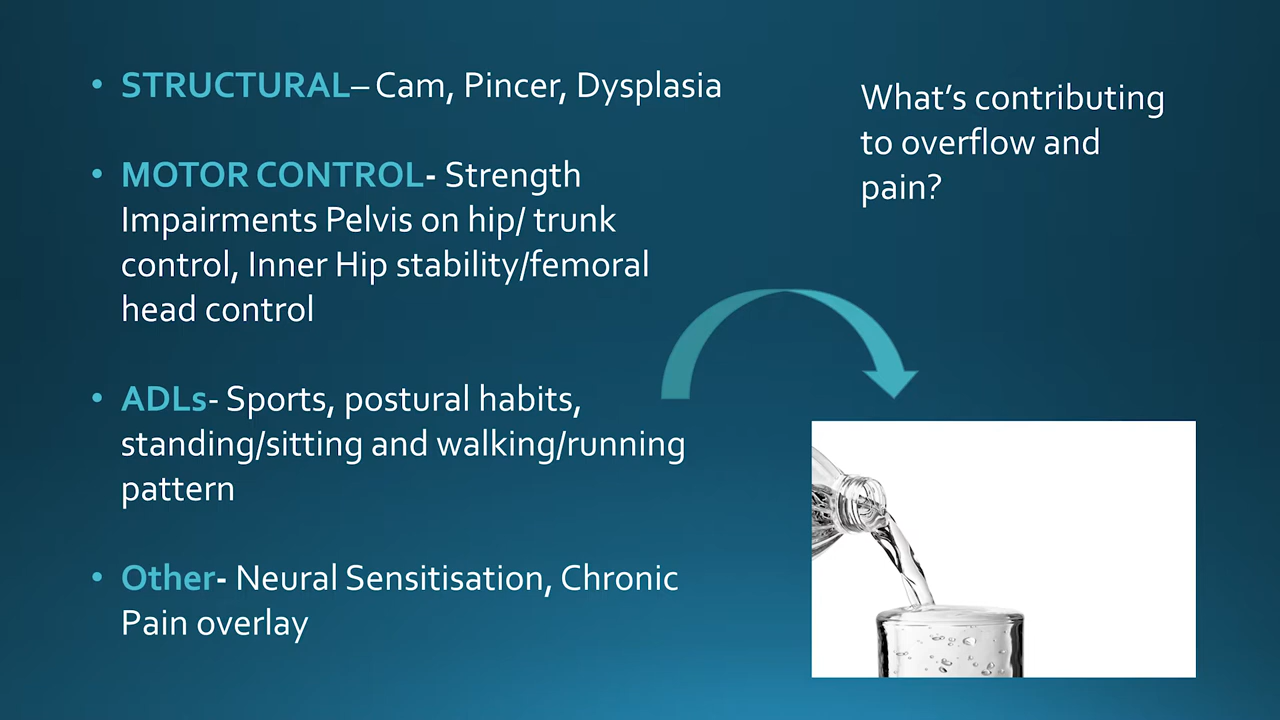 • STRUCTURAL– Cam, Pincer, Dysplasia
• MOTOR CONTROL- Strength
Impairments Pelvis on hip/ trunk
control, Inner Hip stability/femoral
head control
• ADLs- Sports, postural habits,
standing/sitting and walking/running
pattern
• Other- Neural Sensitisation, Chronic
Pain overlay
What’s contributing
to overflow and
pain?